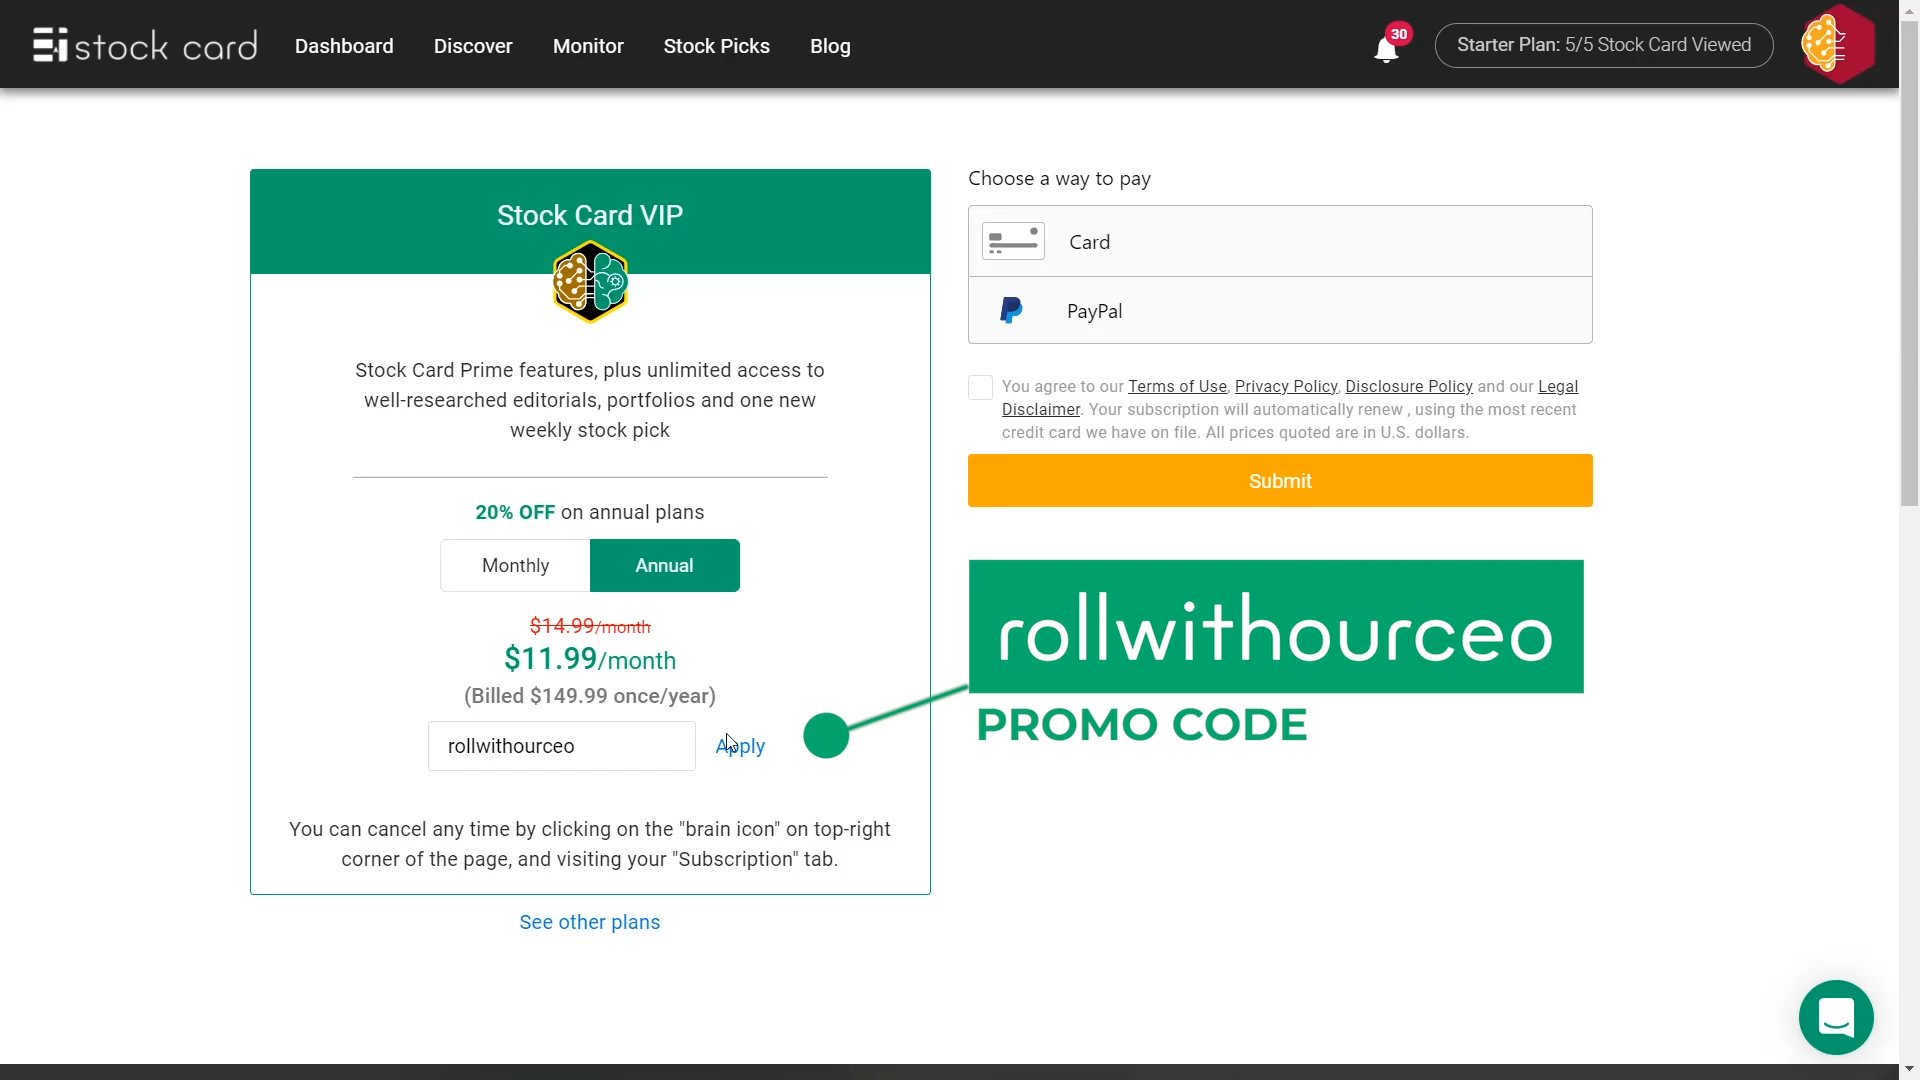 stock card
Dashboard
Discover
Monitor
Stock Picks
Blog
30
Starter Plan: 5/5 Stock Card Viewed
Stock Card VIP
Stock Card Prime features, plus unlimited access to
well-researched editorials, portfolios and one new
weekly stock pick
20% OFF on annual plans
Monthly
Annual
$14.99/month
$11.99/month
(Billed $149.99 once/year)
rollwithourceo
Apply
You can cancel any time by clicking on the "brain icon" on top-right
corner of the page, and visiting your "Subscription" tab.
See other plans
Choose a way to pay
Card
PayPal
You agree to our Terms of Use, Privacy Policy, Disclosure Policy and our Legal
Disclaimer. Your subscription will automatically renew , using the most recent
credit card we have on file. All prices quoted are in U.S. dollars.
Submit
rollwithourceo
PROMO CODE